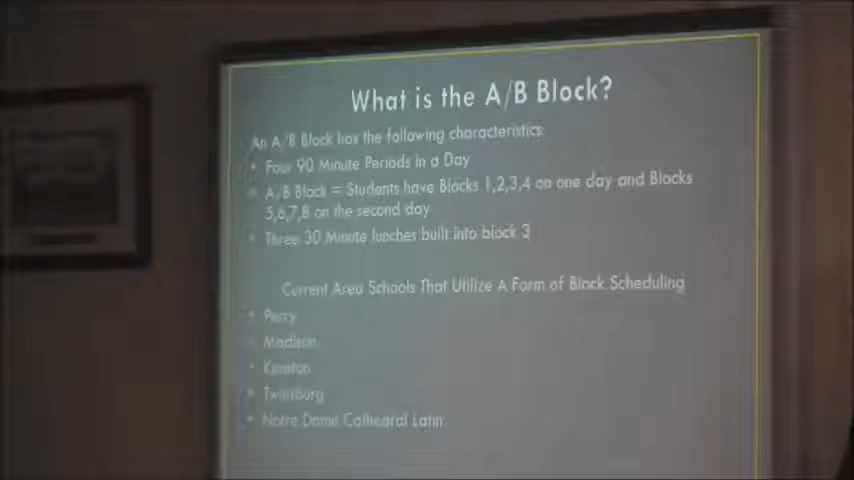 What is the A/B Block?
An A/B Block has the following characteristics:
• Four 90 Minute Periods in a Day
• A/B Block = Students have Blocks 1,2,3,4 on one day and Blocks
5,6,7,8 on the second day
• Three 30 Minute lunches built into block 3
Current Area Schools That Utilize A Form of Block Scheduling
• Perry
• Madison
• Kenston
• Twinsburg
• Notre Dame Cathedral Latin